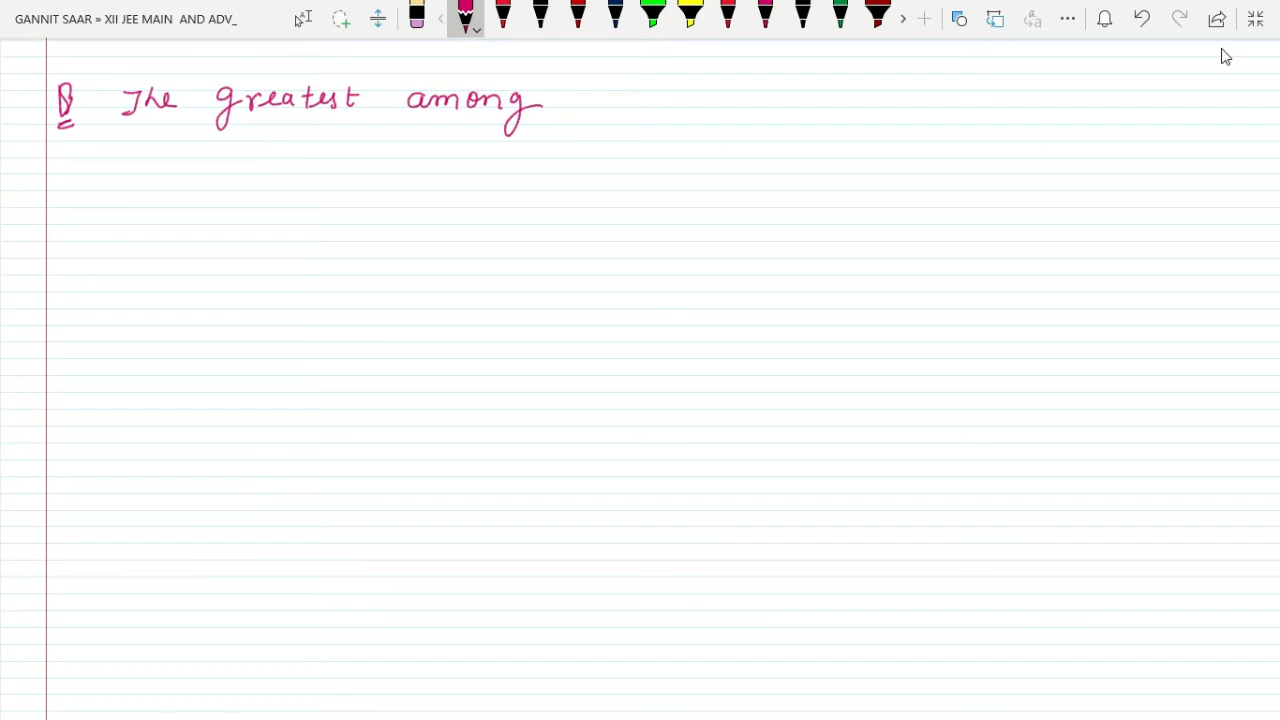 GANNIT SAAR » XII JEE MAIN AND ADV_
Q The greatest among